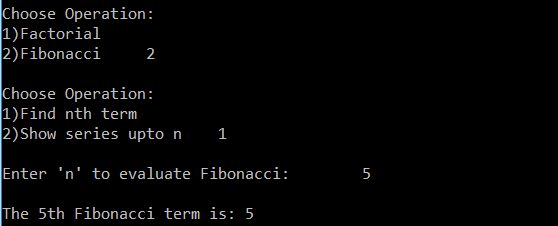 Choose Operation:
1)Factorial
2)Fibonacci     2
Choose Operation:
1)Find nth term
2)Show series upto n    1
Enter 'n' to evaluate Fibonacci:        5
The 5th Fibonacci term is: 5